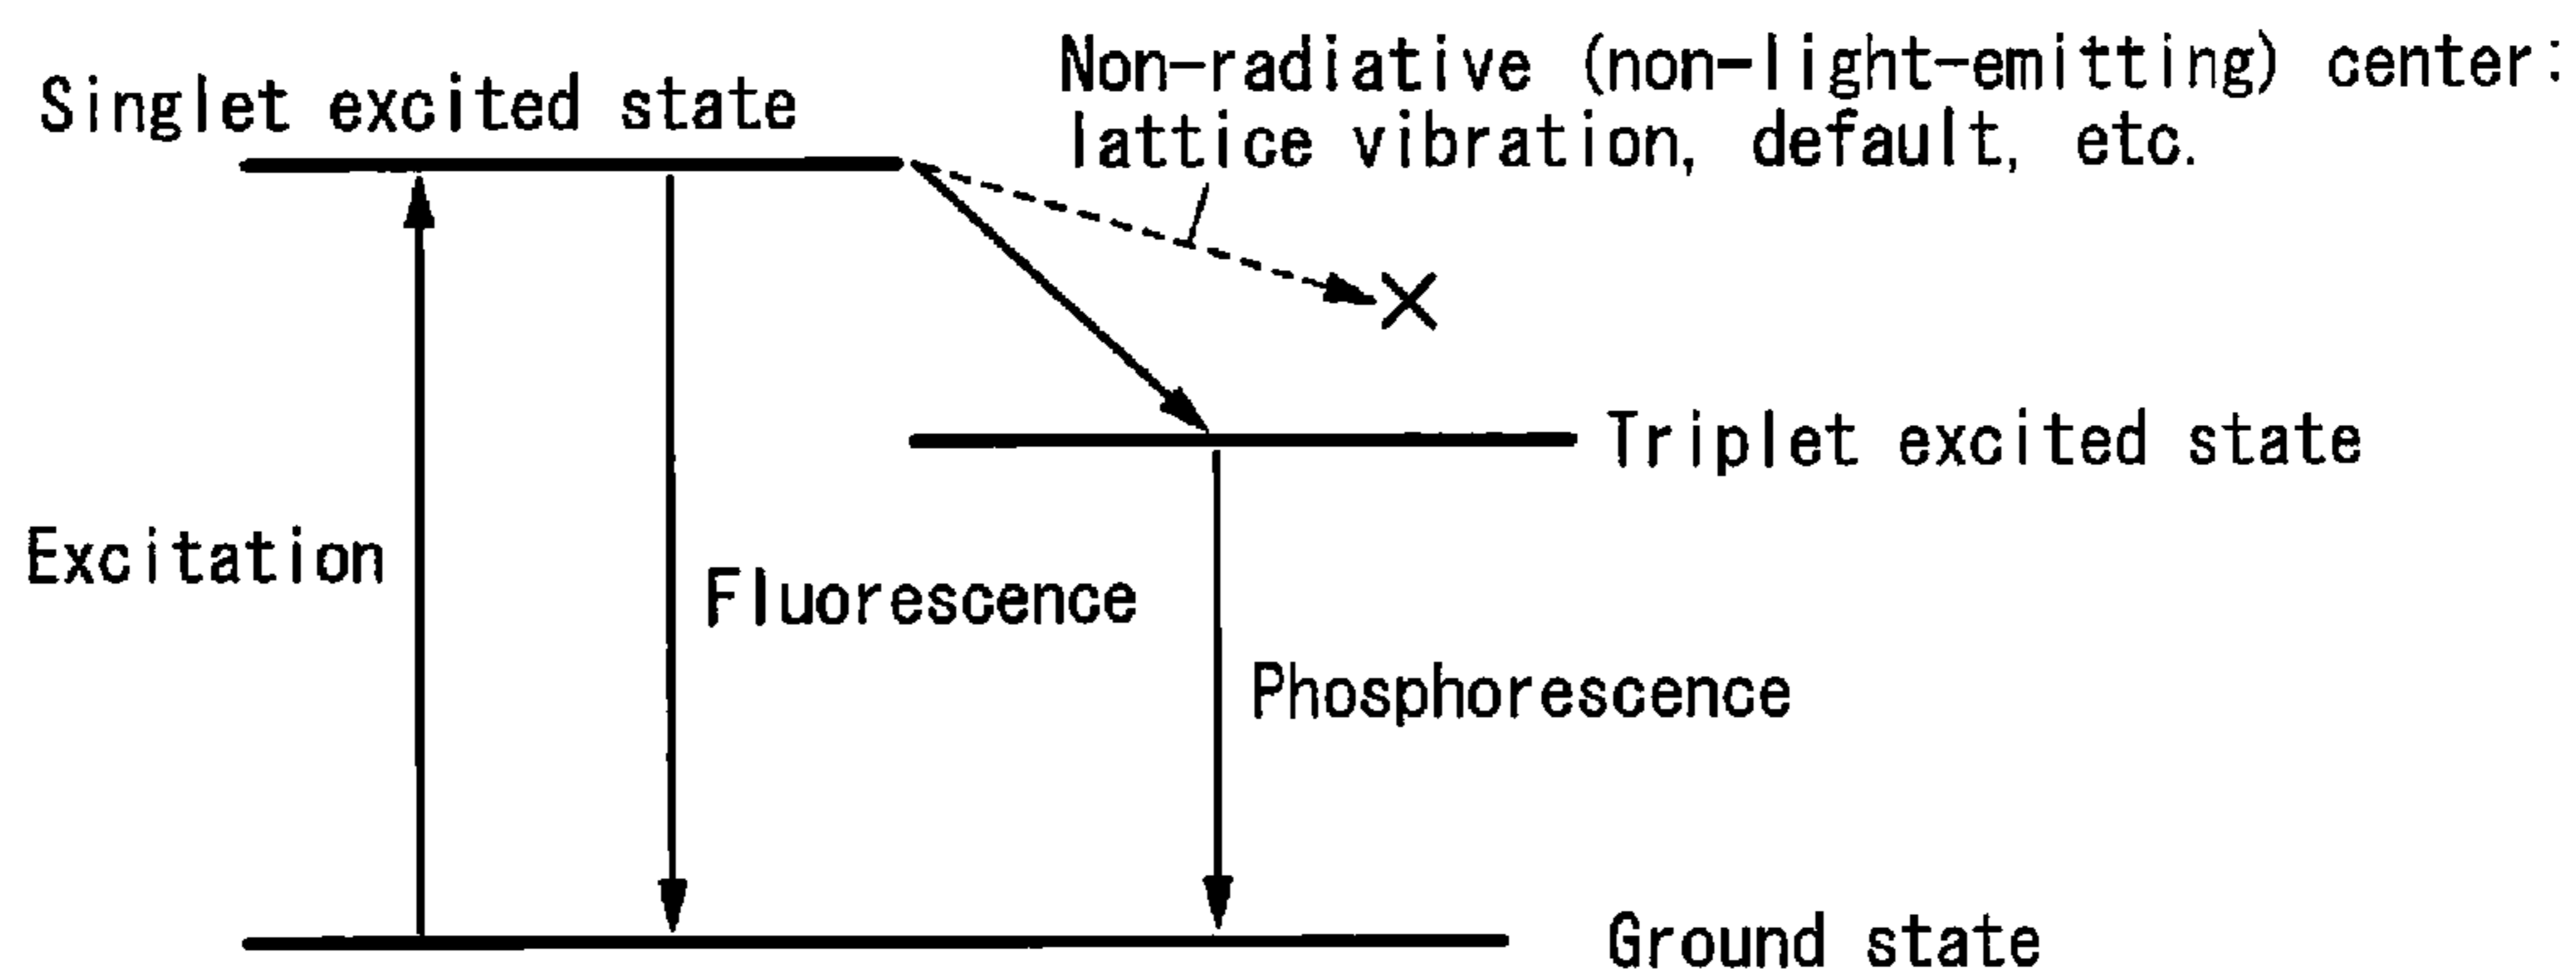 Singlet excited state
Non-radiative (non-light-emitting) center:
lattice vibration, default, etc.
Triplet excited state
Excitation
Fluorescence
Phosphorescence
Ground state